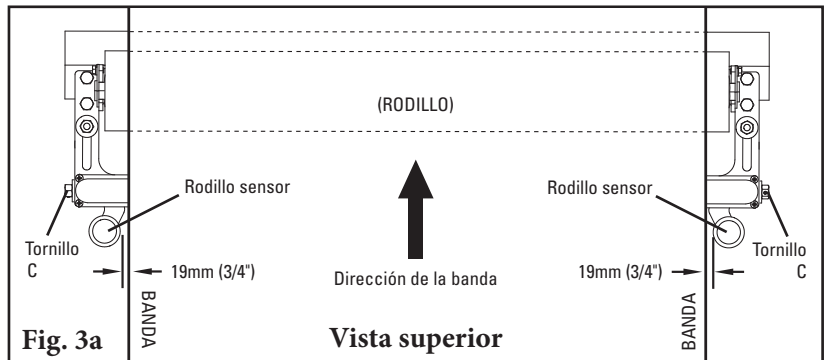 (RODILLO)
Rodillo sensor
Rodillo sensor
Tornillo
C
Tornillo
C
19mm (3/4")
19mm (3/4")
Dirección de la banda
BANDA
BANDA
Fig. 3a
Vista superior